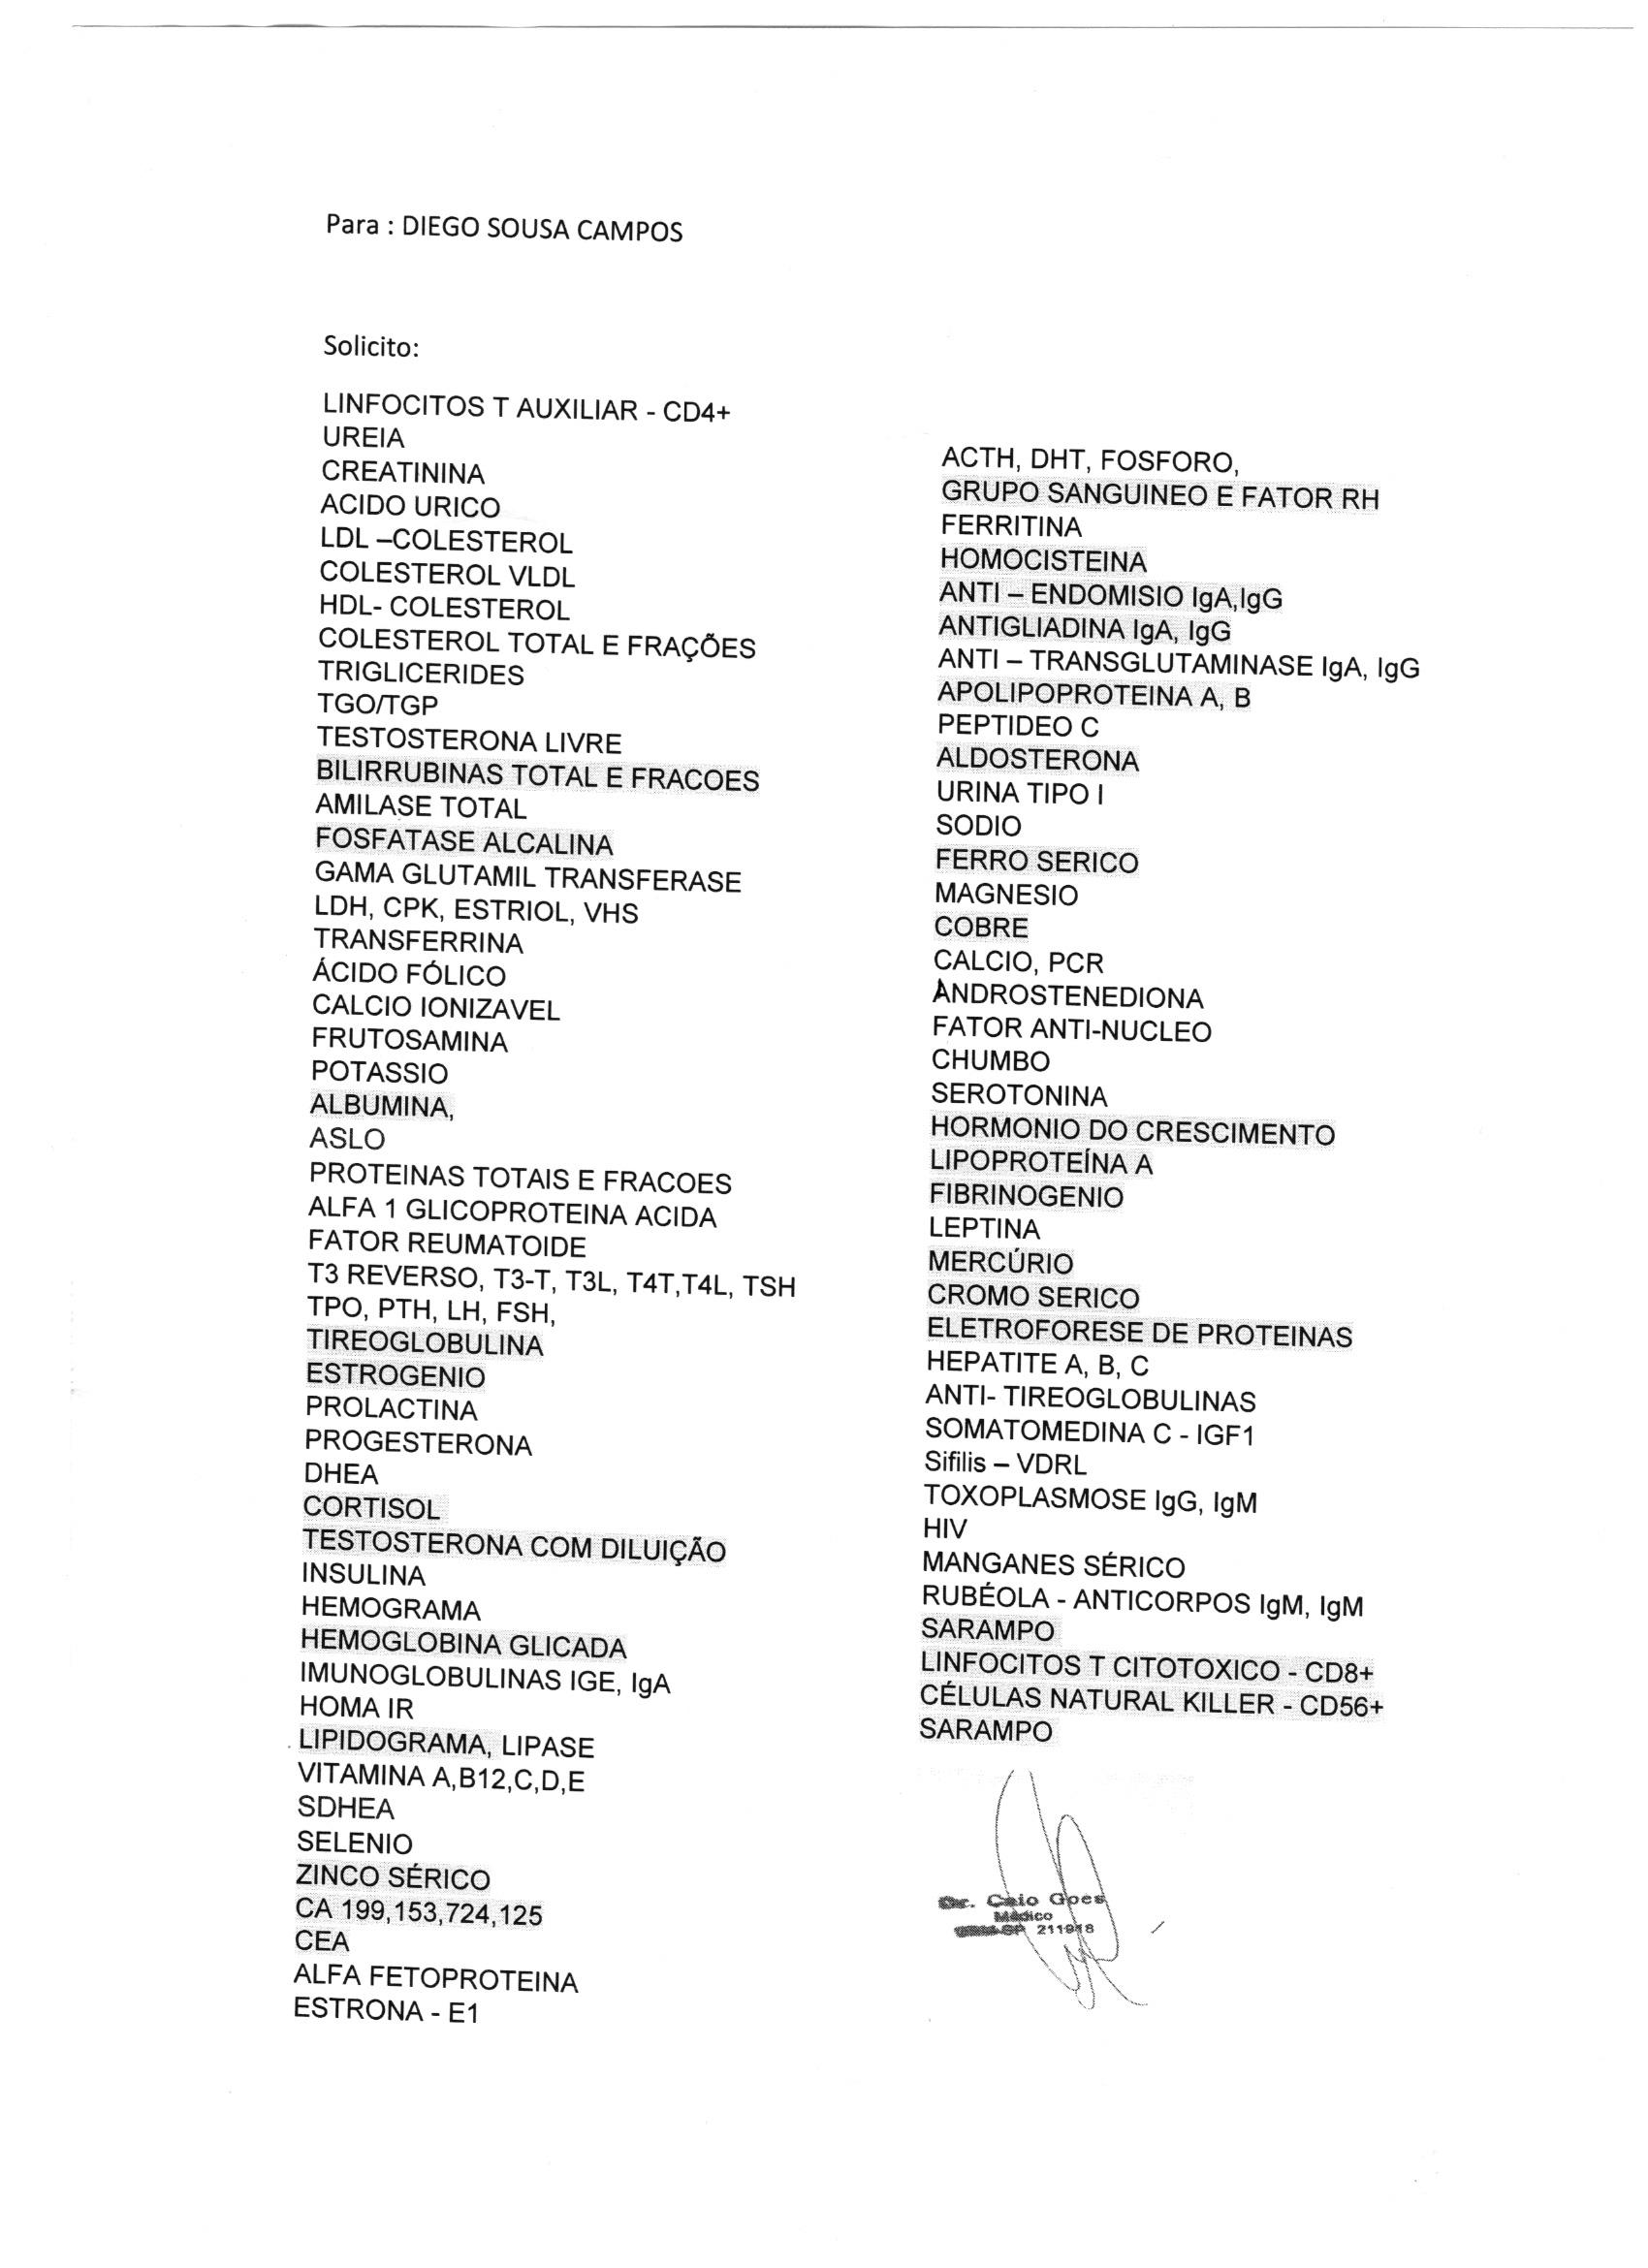 Para : DIEGO SOUSA CAMPOS
Solicito:
LINFOCITOS T AUXILIAR - CD4+
UREIA
CREATININA
ACIDO URICO
LDL –COLESTEROL
COLESTEROL VLDL
HDL- COLESTEROL
COLESTEROL TOTAL E FRAÇÕES
TRIGLICERIDES
TGO/TGP
TESTOSTERONA LIVRE
BILIRRUBINAS TOTAL E FRACOES
AMILASE TOTAL
FOSFATASE ALCALINA
GAMA GLUTAMIL TRANSFERASE
LDH, CPK, ESTRIOL, VHS
TRANSFERRINA
ÁCIDO FÓLICO
CALCIO IONIZAVEL
FRUTOSAMINA
POTASSIO
ALBUMINA,
ASLO
PROTEINAS TOTAIS E FRACOES
ALFA 1 GLICOPROTEINA ACIDA
FATOR REUMATOIDE
T3 REVERSO, T3-T, T3L, T4T,T4L, TSH
TPO, PTH, LH, FSH,
TIREOGLOBULINA
ESTROGENIO
PROLACTINA
PROGESTERONA
DHEA
CORTISOL
TESTOSTERONA COM DILUIÇÃO
INSULINA
HEMOGRAMA
HEMOGLOBINA GLICADA
IMUNOGLOBULINAS IGE, IgA
HOMA IR
LIPIDOGRAMA, LIPASE
VITAMINA A,B12,C,D,E
SDHEA
SELENIO
ZINCO SÉRICO
CA 199,153,724,125
CEA
ALFA FETOPROTEINA
ESTRONA - E1
ACTH, DHT, FOSFORO,
GRUPO SANGUINEO E FATOR RH
FERRITINA
HOMOCISTEINA
ANTI – ENDOMISIO IgA,IgG
ANTIGLIADINA IgA, IgG
ANTI – TRANSGLUTAMINASE IgA, IgG
APOLIPOPROTEINA A, B
PEPTIDEO C
ALDOSTERONA
URINA TIPO I
SODIO
FERRO SERICO
MAGNESIO
COBRE
CALCIO, PCR
ANDROSTENEDIONA
FATOR ANTI-NUCLEO
CHUMBO
SEROTONINA
HORMONIO DO CRESCIMENTO
LIPOPROTEÍNA A
FIBRINOGENIO
LEPTINA
MERCÚRIO
CROMO SERICO
ELETROFORESE DE PROTEINAS
HEPATITE A, B, C
ANTI- TIREOGLOBULINAS
SOMATOMEDINA C - IGF1
Sifilis – VDRL
TOXOPLASMOSE IgG, IgM
HIV
MANGANES SÉRICO
RUBÉOLA - ANTICORPOS IgM, IgM
SARAMPO
LINFOCITOS T CITOTOXICO - CD8+
CÉLULAS NATURAL KILLER - CD56+
SARAMPO
Dr. Caio Goes
Médico